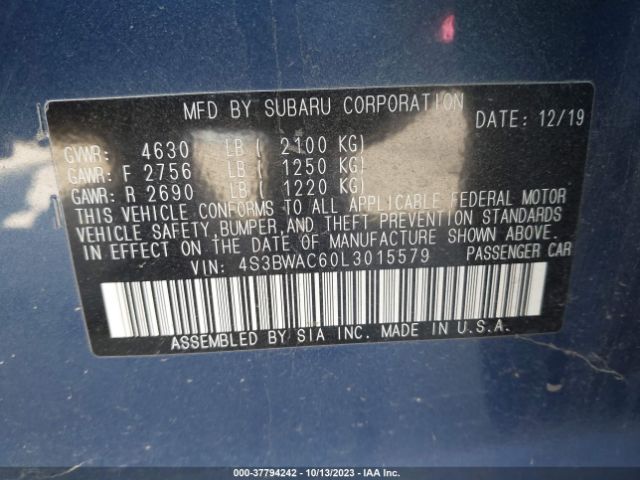 MFD BY SUBARU CORPORATION
DATE: 12/19
GVWR: 4630 LB ( 2100 KG)
GAWR: F 2756 LB ( 1250 KG)
GAWR: R 2690 LB ( 1220 KG)
THIS VEHICLE CONFORMS TO ALL APPLICABLE FEDERAL MOTOR
VEHICLE SAFETY, BUMPER, AND THEFT PREVENTION STANDARDS
IN EFFECT ON THE DATE OF MANUFACTURE SHOWN ABOVE.
VIN: 4S3BWAC60L3015579 PASSENGER CAR
ASSEMBLED BY SIA INC. MADE IN U.S.A.
000-37794242 - 10/13/2023 - IAA Inc.